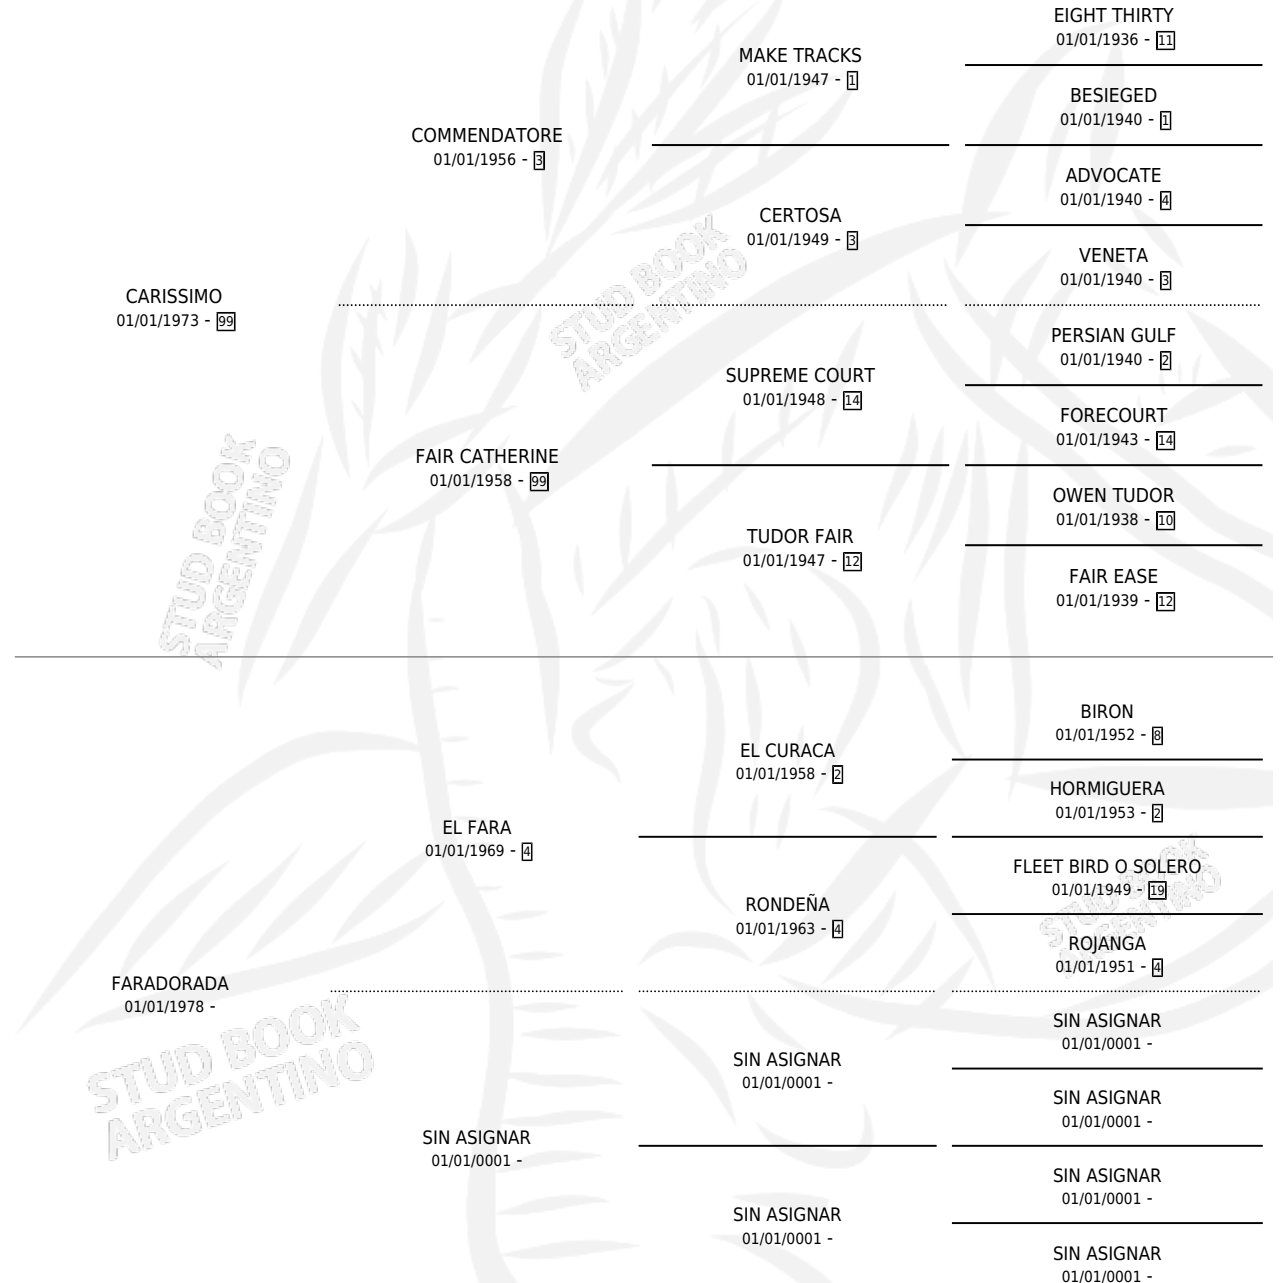 EIGHT THIRTY
01/01/1936 - 11
MAKE TRACKS
01/01/1947 - 1
BESIEGED
01/01/1940 - 1
COMMENDATORE
01/01/1956 - 3
ADVOCATE
01/01/1940 - 4
CERTOSA
01/01/1949 - 3
VENETA
01/01/1940 - 3
CARISSIMO
01/01/1973 - 99
PERSIAN GULF
01/01/1940 - 2
SUPREME COURT
01/01/1948 - 14
FORECOURT
01/01/1943 - 14
FAIR CATHERINE
01/01/1958 - 99
OWEN TUDOR
01/01/1938 - 10
TUDOR FAIR
01/01/1947 - 12
FAIR EASE
01/01/1939 - 12
BIRON
01/01/1952 - 8
EL CURACA
01/01/1958 - 2
HORMIGUERA
01/01/1953 - 2
EL FARA
01/01/1969 - 4
FLEET BIRD O SOLERO
01/01/1949 - 19
RONDEÑA
01/01/1963 - 4
ROJANGA
01/01/1951 - 4
FARADORADA
01/01/1978 -
SIN ASIGNAR
01/01/0001 -
SIN ASIGNAR
01/01/0001 -
SIN ASIGNAR
01/01/0001 -
SIN ASIGNAR
01/01/0001 -
SIN ASIGNAR
01/01/0001 -
SIN ASIGNAR
01/01/0001 -
SIN ASIGNAR
01/01/0001 -
STUD BOOK
ARGENTINO
STUD BOOK
ARGENTINO
STUD BOOK
ARGENTINO
STUD BOOK
ARGENTINO